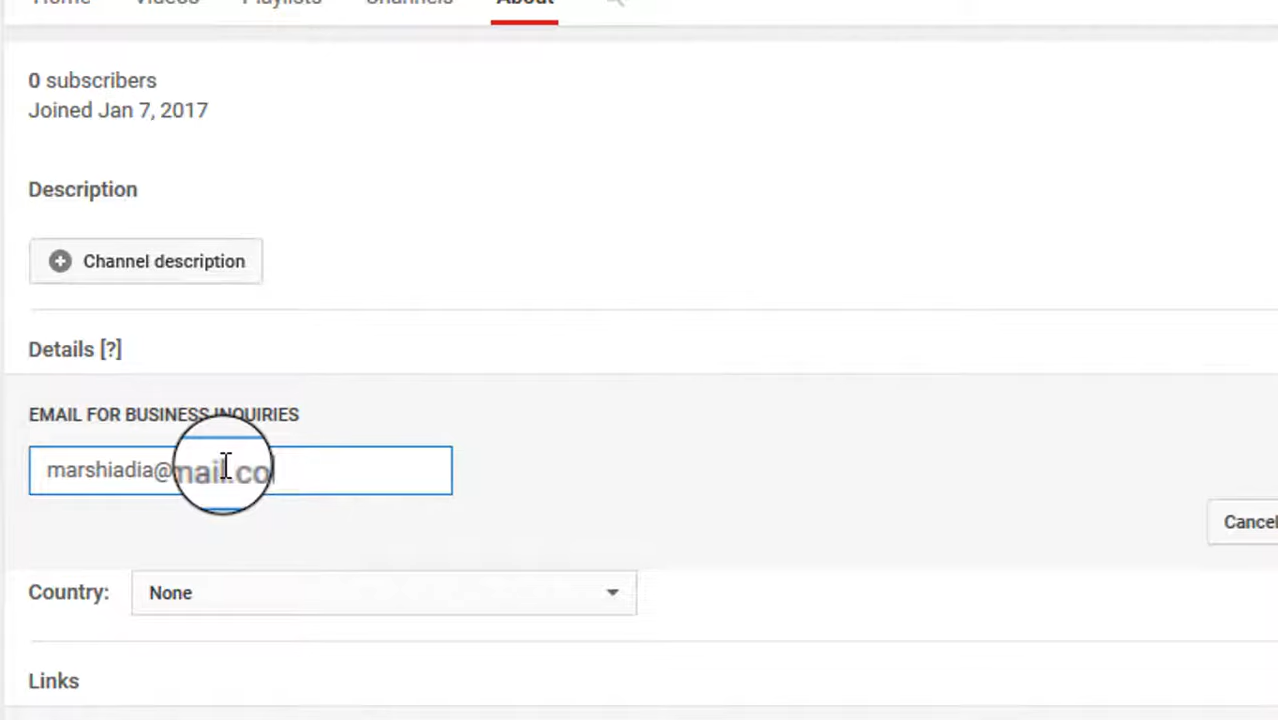 Home Videos Playlists Channels About
0 subscribers
Joined Jan 7, 2017
Description
Channel description
Details [?]
EMAIL FOR BUSINESS INQUIRIES
marshiadia@mail.co
Cancel
Country: None
Links